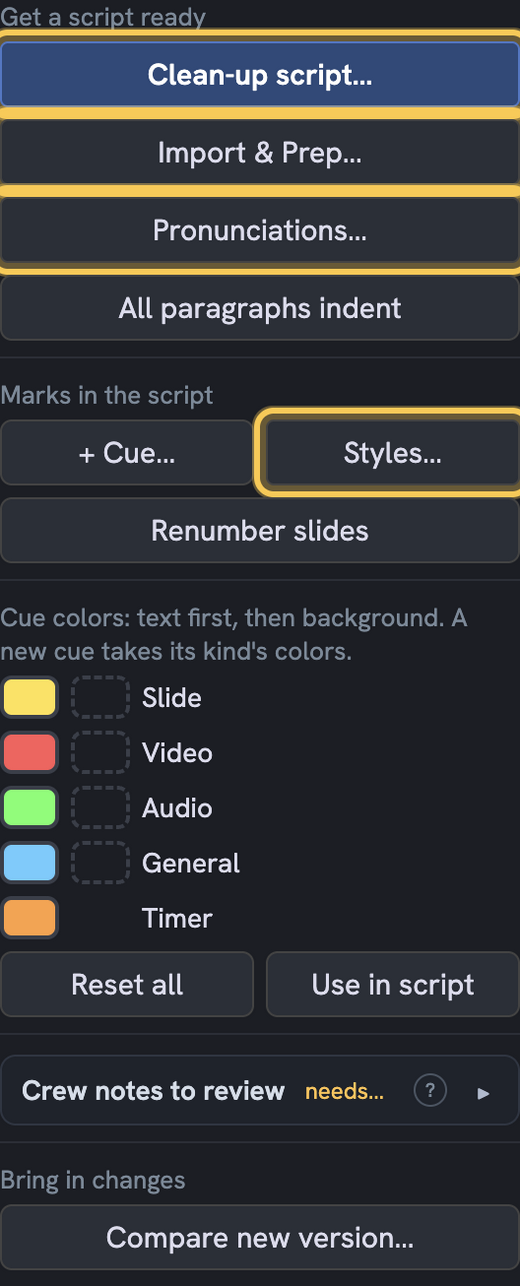 Get a script ready
Clean-up script...
Import & Prep...
Pronunciations...
All paragraphs indent
Marks in the script
+ Cue...
Styles...
Renumber slides
Cue colors: text first, then background. A
new cue takes its kind's colors.
Slide
Video
Audio
General
Timer
Reset all
Use in script
Crew notes to review needs... ? ▸
Bring in changes
Compare new version...